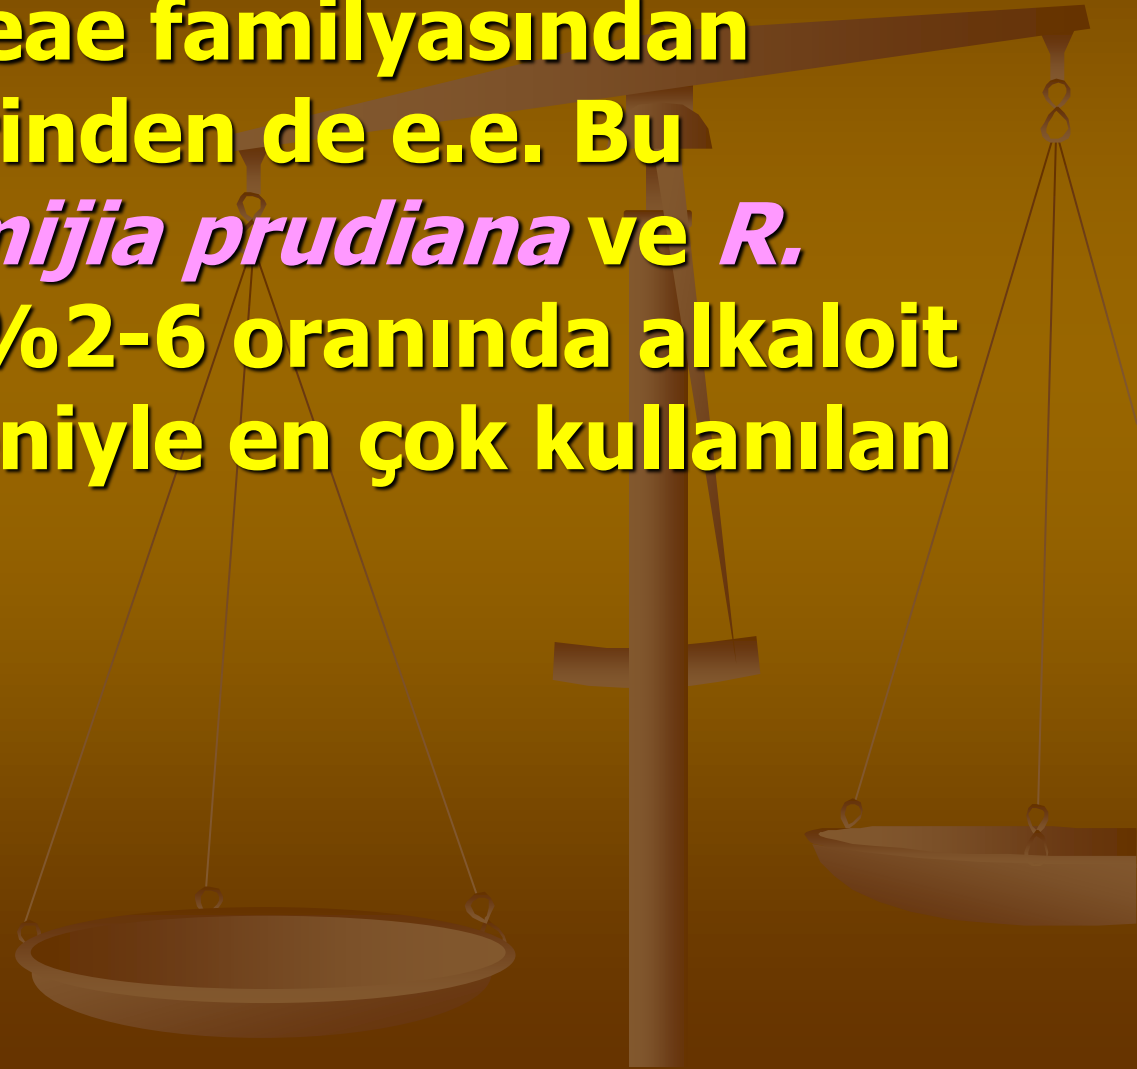 eae familyasından
inden de e.e. Bu
nijia prudiana ve R.
%2-6 oranında alkaloit
niyle en çok kullanılan